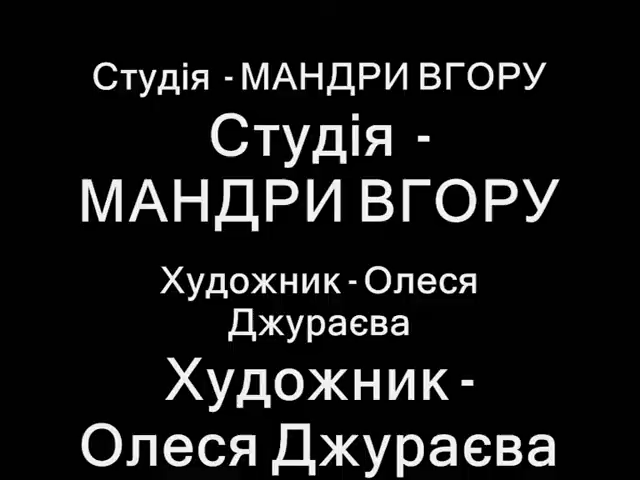 Студія - МАНДРИ ВГОРУ
Студія -
МАНДРИ ВГОРУ
Художник - Олеся
Джураєва
Художник -
Олеся Джураєва